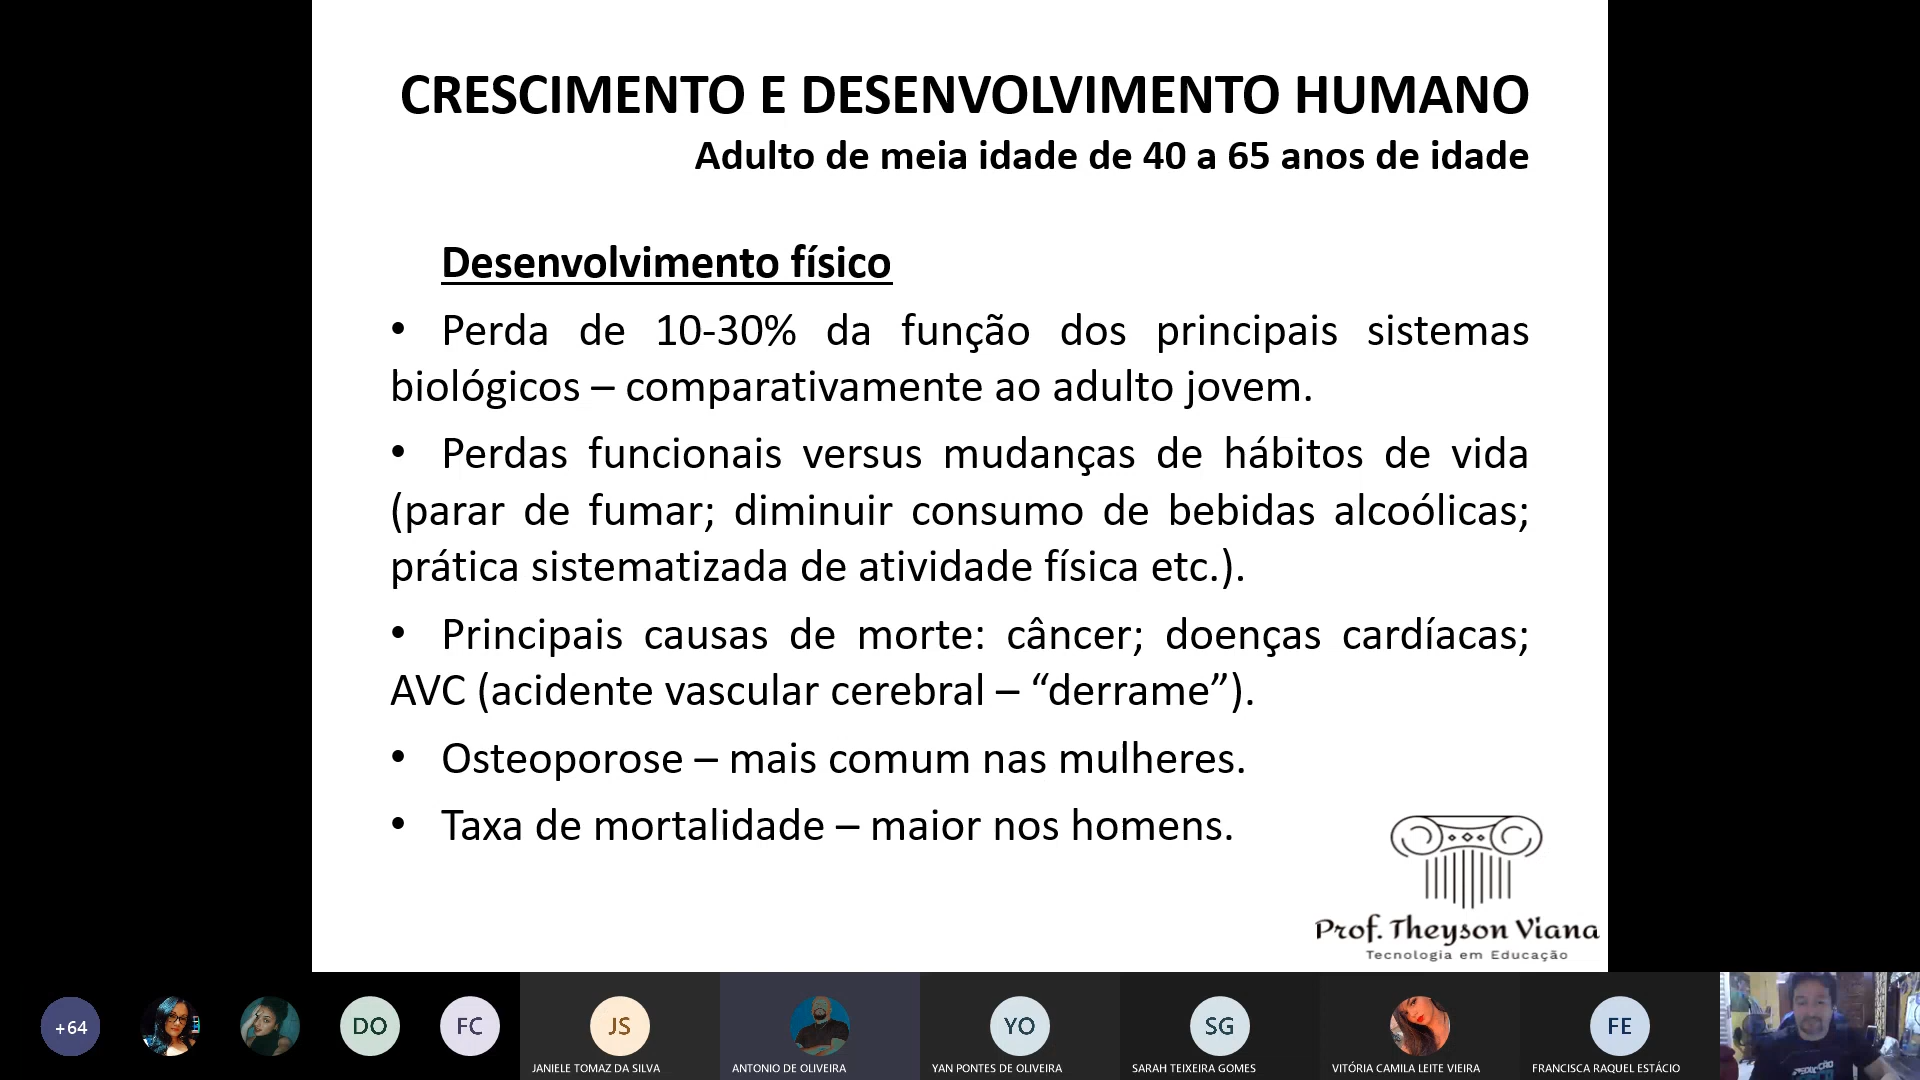 CRESCIMENTO E DESENVOLVIMENTO HUMANO
Adulto de meia idade de 40 a 65 anos de idade
Desenvolvimento físico
• Perda de 10-30% da função dos principais sistemas
biológicos – comparativamente ao adulto jovem.
• Perdas funcionais versus mudanças de hábitos de vida
(parar de fumar; diminuir consumo de bebidas alcoólicas;
prática sistematizada de atividade física etc.).
• Principais causas de morte: câncer; doenças cardíacas;
AVC (acidente vascular cerebral – “derrame”).
• Osteoporose – mais comum nas mulheres.
• Taxa de mortalidade – maior nos homens.
Prof. Theyson Viana
Tecnologia em Educação
+64
DO
FC
JS
YO
SG
FE
JANIELE TOMAZ DA SILVA
ANTONIO DE OLIVEIRA
YAN PONTES DE OLIVEIRA
SARAH TEIXEIRA GOMES
VITÓRIA CAMILA LEITE VIEIRA
FRANCISCA RAQUEL ESTÁCIO